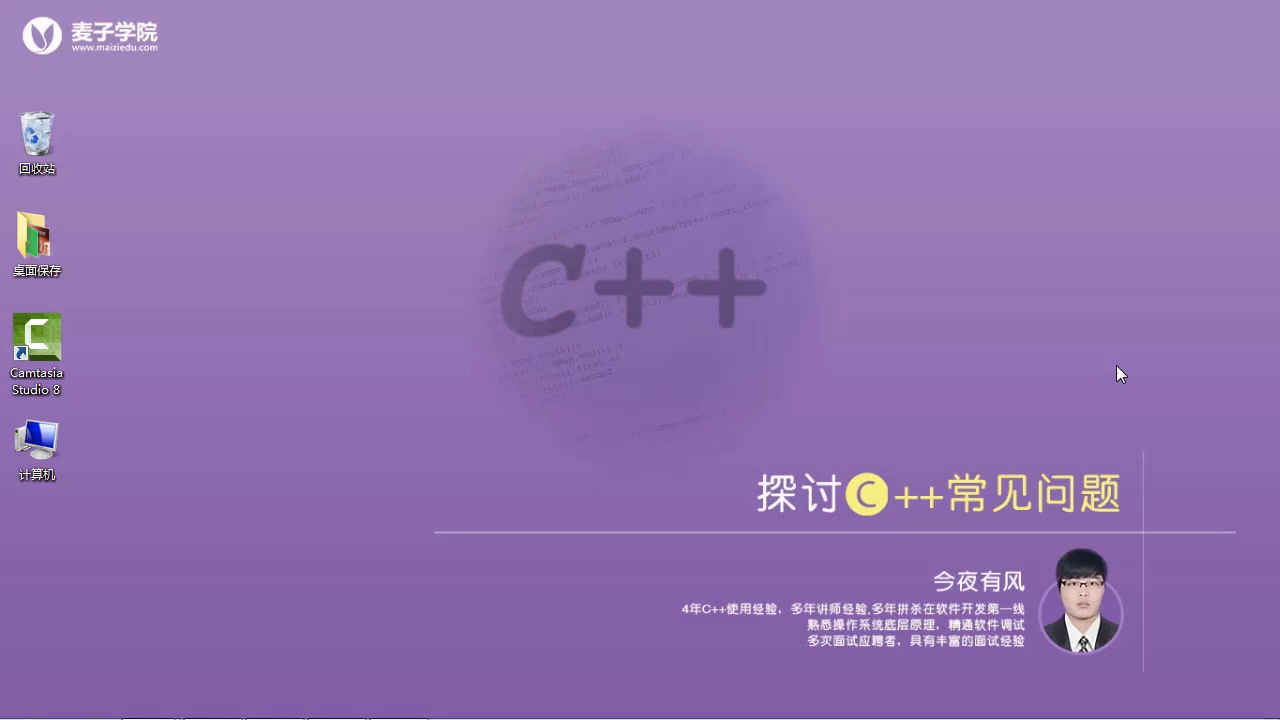 麦子学院
www.maiziedu.com
回收站
桌面保存
Camtasia
Studio 8
计算机
C++
探讨C++常见问题
今夜有风
4年C++使用经验，多年讲师经验,多年拼杀在软件开发第一线
熟悉操作系统底层原理，精通软件调试
多次面试应聘者，具有丰富的面试经验